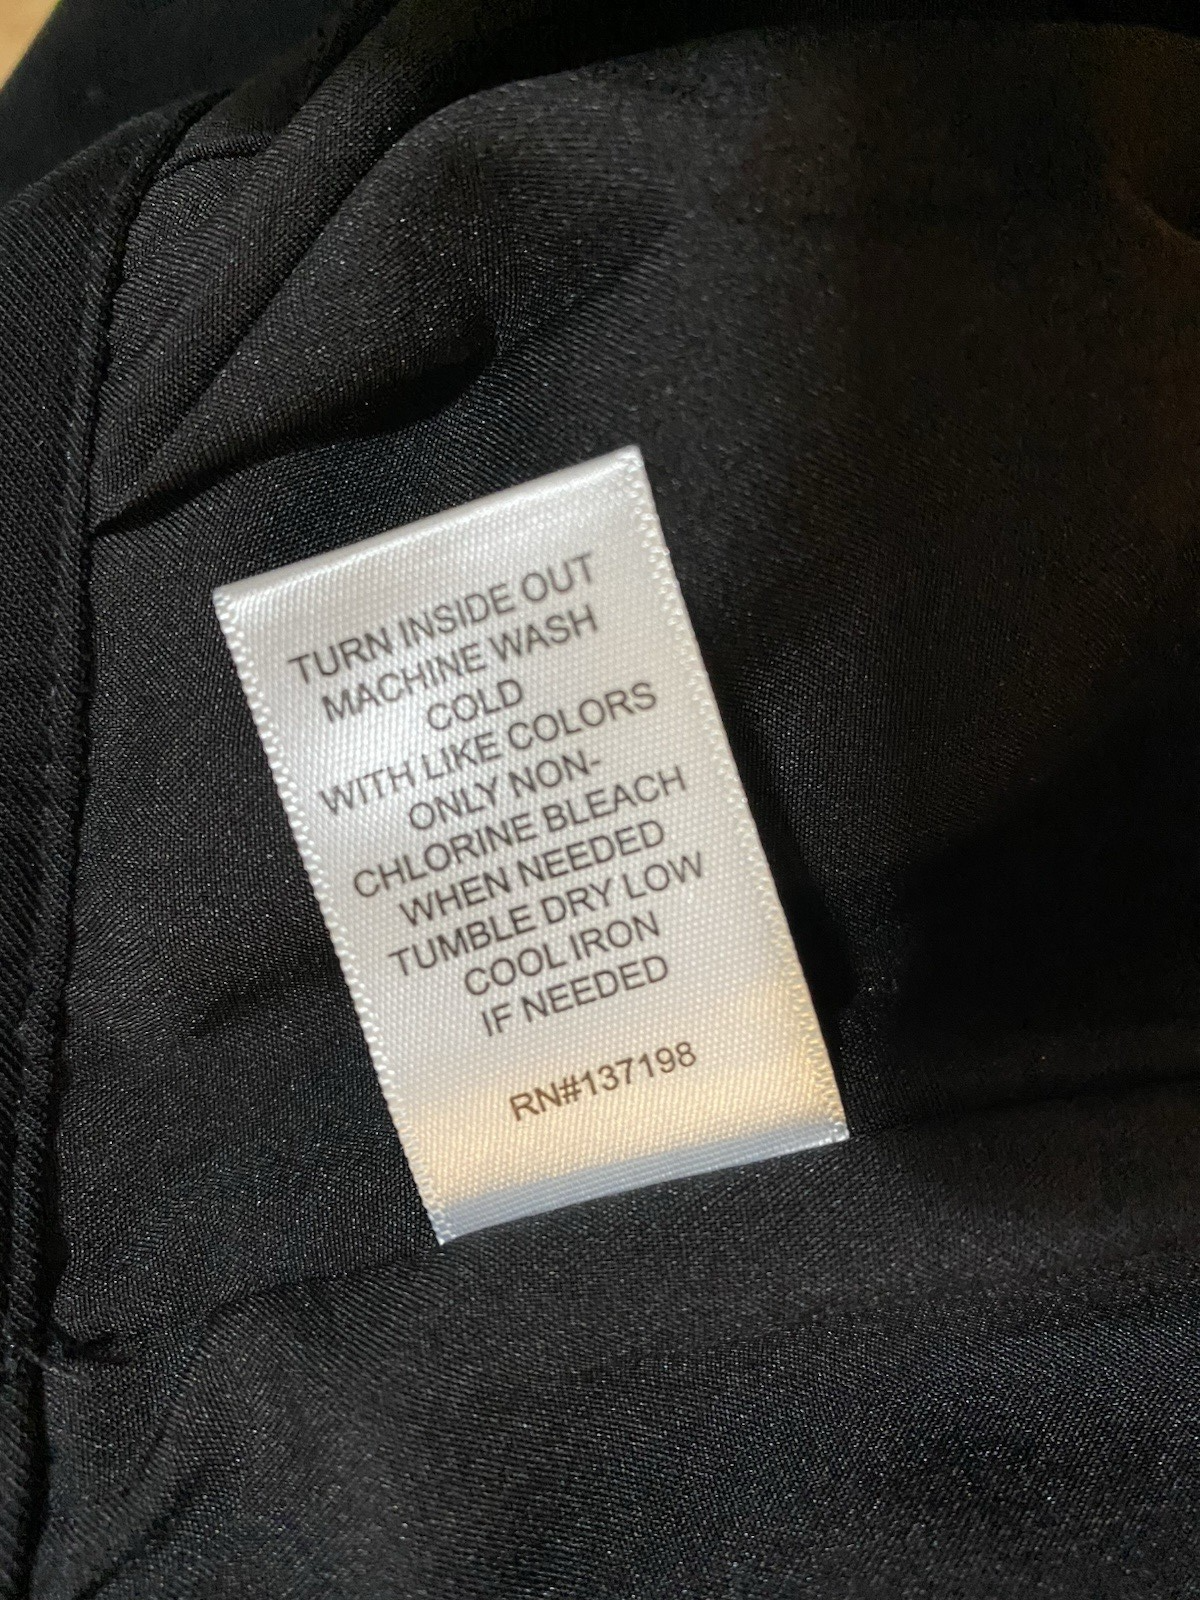 TURN INSIDE OUT
MACHINE WASH
COLD
WITH LIKE COLORS
ONLY NON-
CHLORINE BLEACH
WHEN NEEDED
TUMBLE DRY LOW
COOL IRON
IF NEEDED
RN#137198